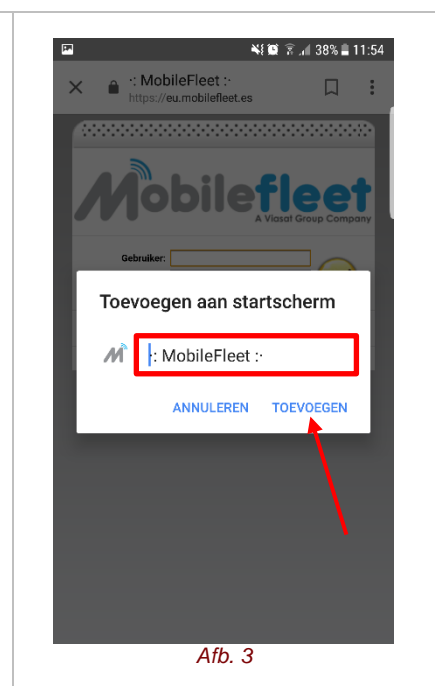 38% 11:54
·: MobileFleet :·
https://eu.mobilefleet.es
Mobilefleet
A Viasat Group Company
Gebruiker:
Toevoegen aan startscherm
M
·: MobileFleet :·
ANNULEREN TOEVOEGEN
Afb. 3